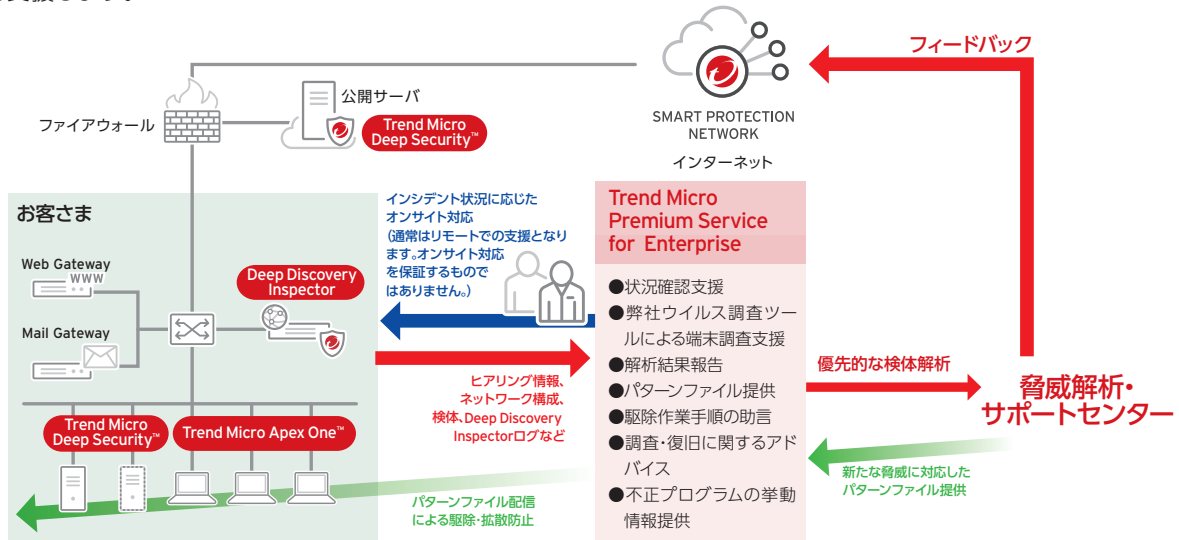 フィードバック
公開サーバ
ファイアウォール
Trend Micro
Deep Security™
SMART PROTECTION
NETWORK
インターネット
お客さま
Web Gateway
WWW
Mail Gateway
Deep Discovery
Inspector
インシデント状況に応じた
オンサイト対応
(通常はリモートでの支援となり
ます。オンサイト対応
を保証するもので
はありません。)
Trend Micro
Premium Service
for Enterprise
●状況確認支援
●弊社ウイルス調査ツー
ルによる端末調査支援
●解析結果報告
●パターンファイル提供
●駆除作業手順の助言
●調査・復旧に関するアド
バイス
●不正プログラムの挙動
情報提供
ヒアリング情報、
ネットワーク構成、
検体、Deep Discovery
Inspectorログなど
優先的な検体解析
脅威解析・
サポートセンター
Trend Micro
Deep Security™
Trend Micro Apex One™
パターンファイル配信
による駆除・拡散防止
新たな脅威に対応した
パターンファイル提供